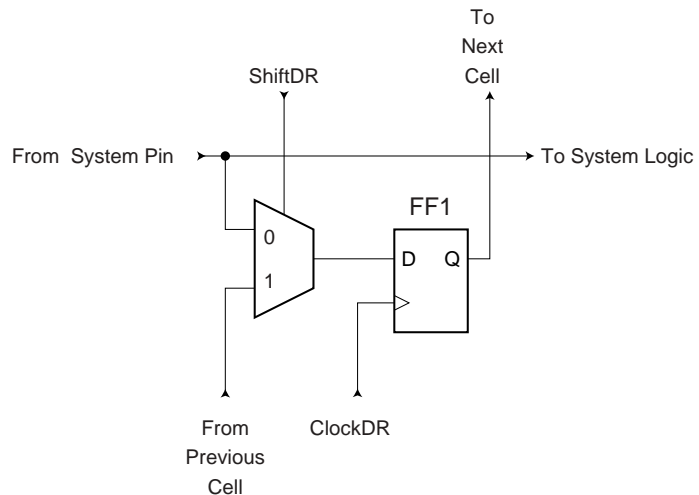 To
Next
Cell
ShiftDR
From System Pin
To System Logic
FF1
0
D Q
1
From
Previous
Cell
ClockDR